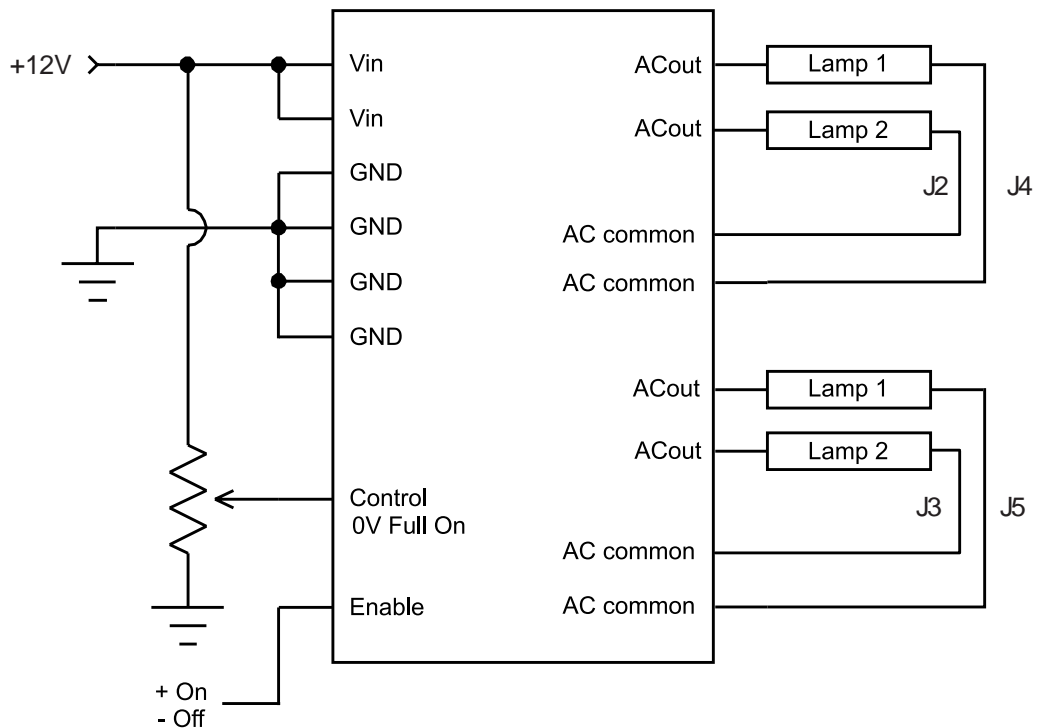 +12V
Vin
Vin
GND
GND
GND
GND
Control
0V Full On
Enable
+ On
- Off
ACout
Lamp 1
ACout
Lamp 2
J2
J4
AC common
AC common
ACout
Lamp 1
ACout
Lamp 2
J3
J5
AC common
AC common